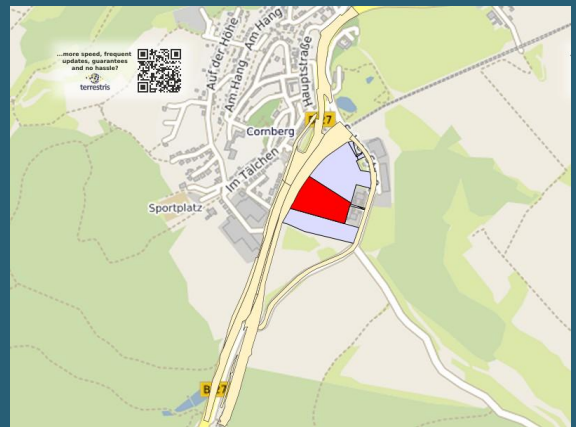 ...more speed, frequent
updates, guarantees
and no hassle?
terrestris
Auf der Höhe
Am Hang
Am Hang
Hauptstraße
B 27
Cornberg
Im Tälchen
Sportplatz
B 27